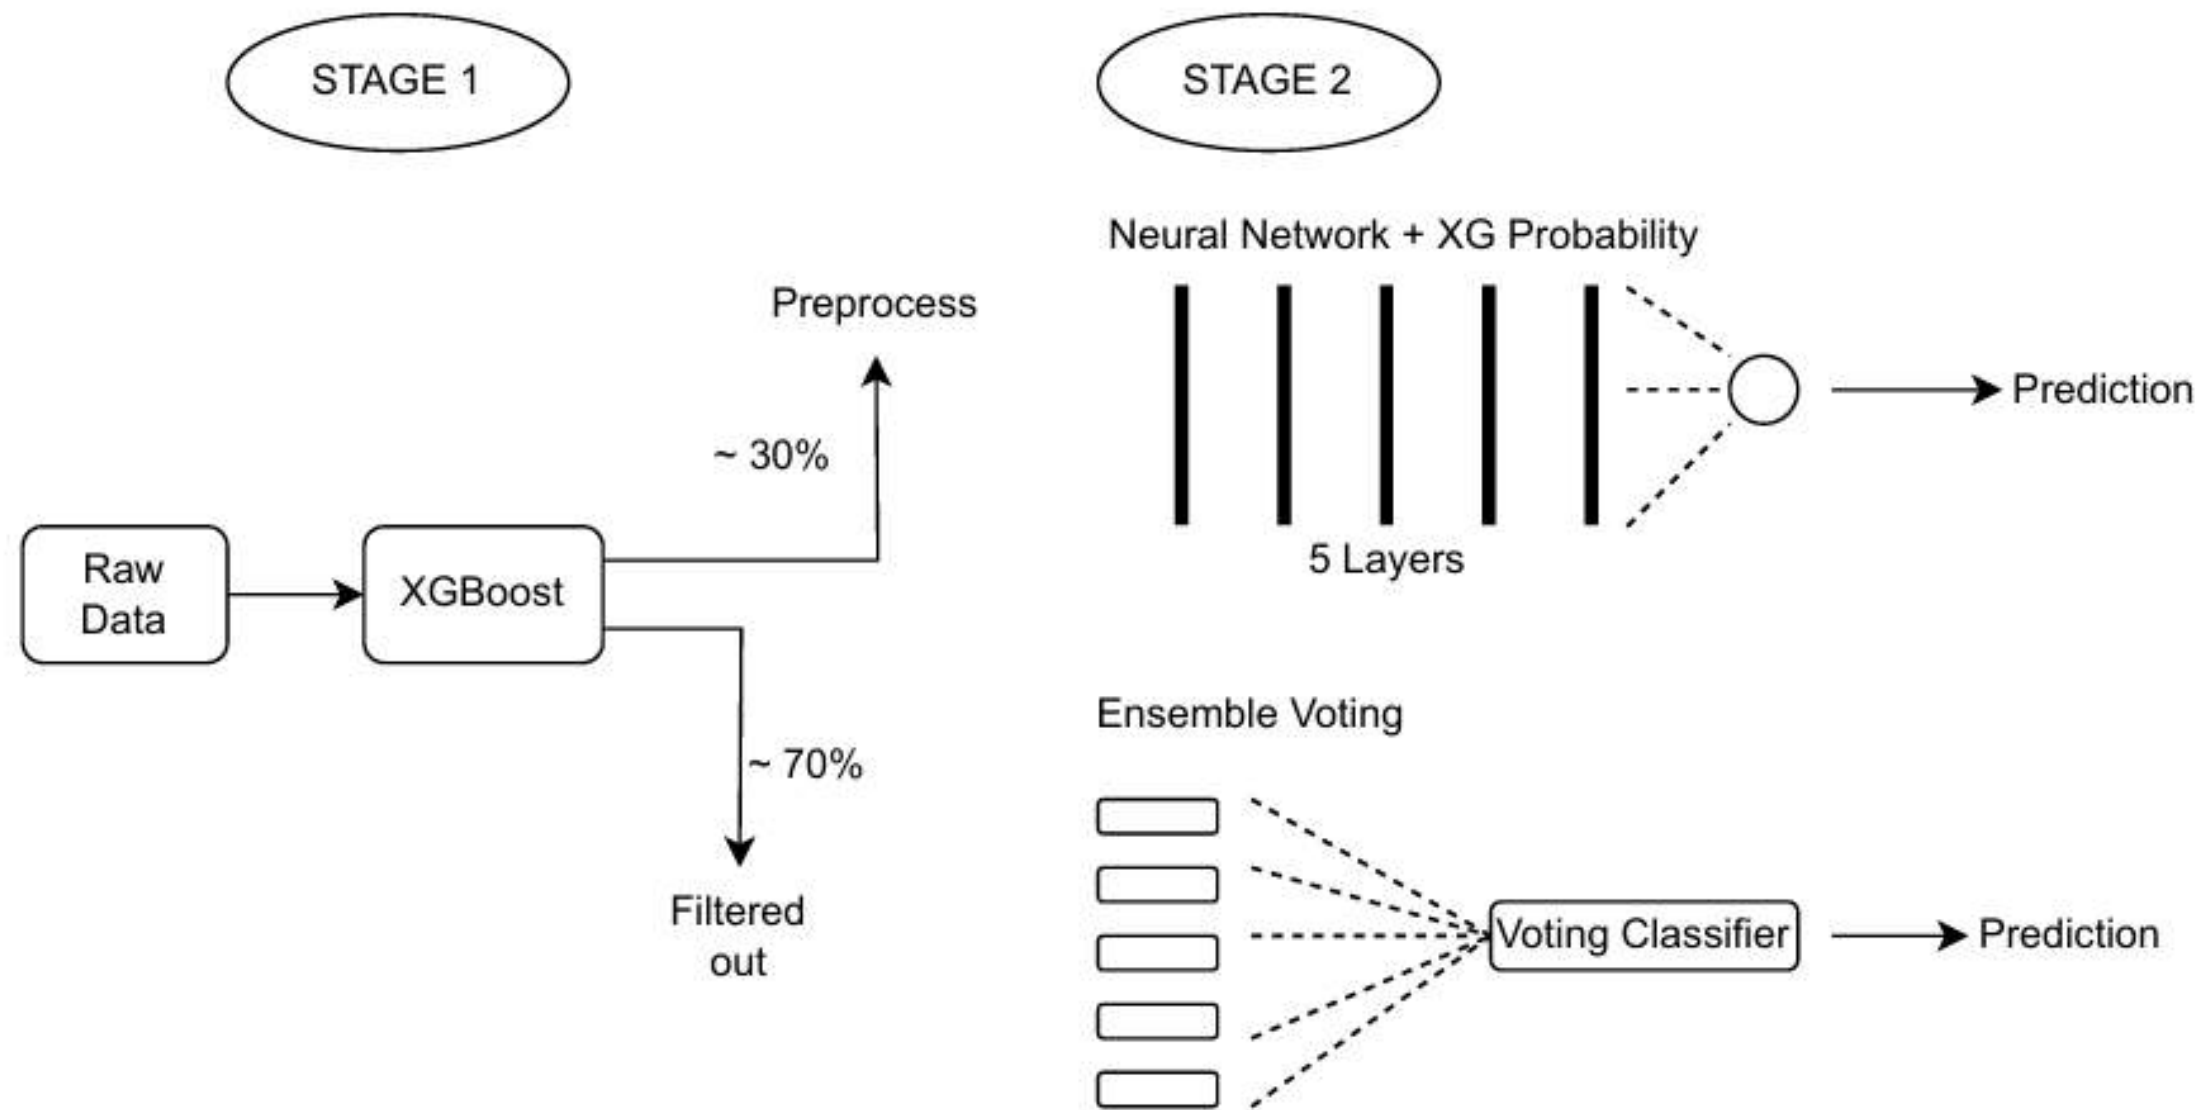 STAGE 1
STAGE 2
Neural Network + XG Probability
Preprocess
Prediction
~ 30%
5 Layers
Raw
Data
XGBoost
Ensemble Voting
~ 70%
Filtered
out
Voting Classifier
Prediction